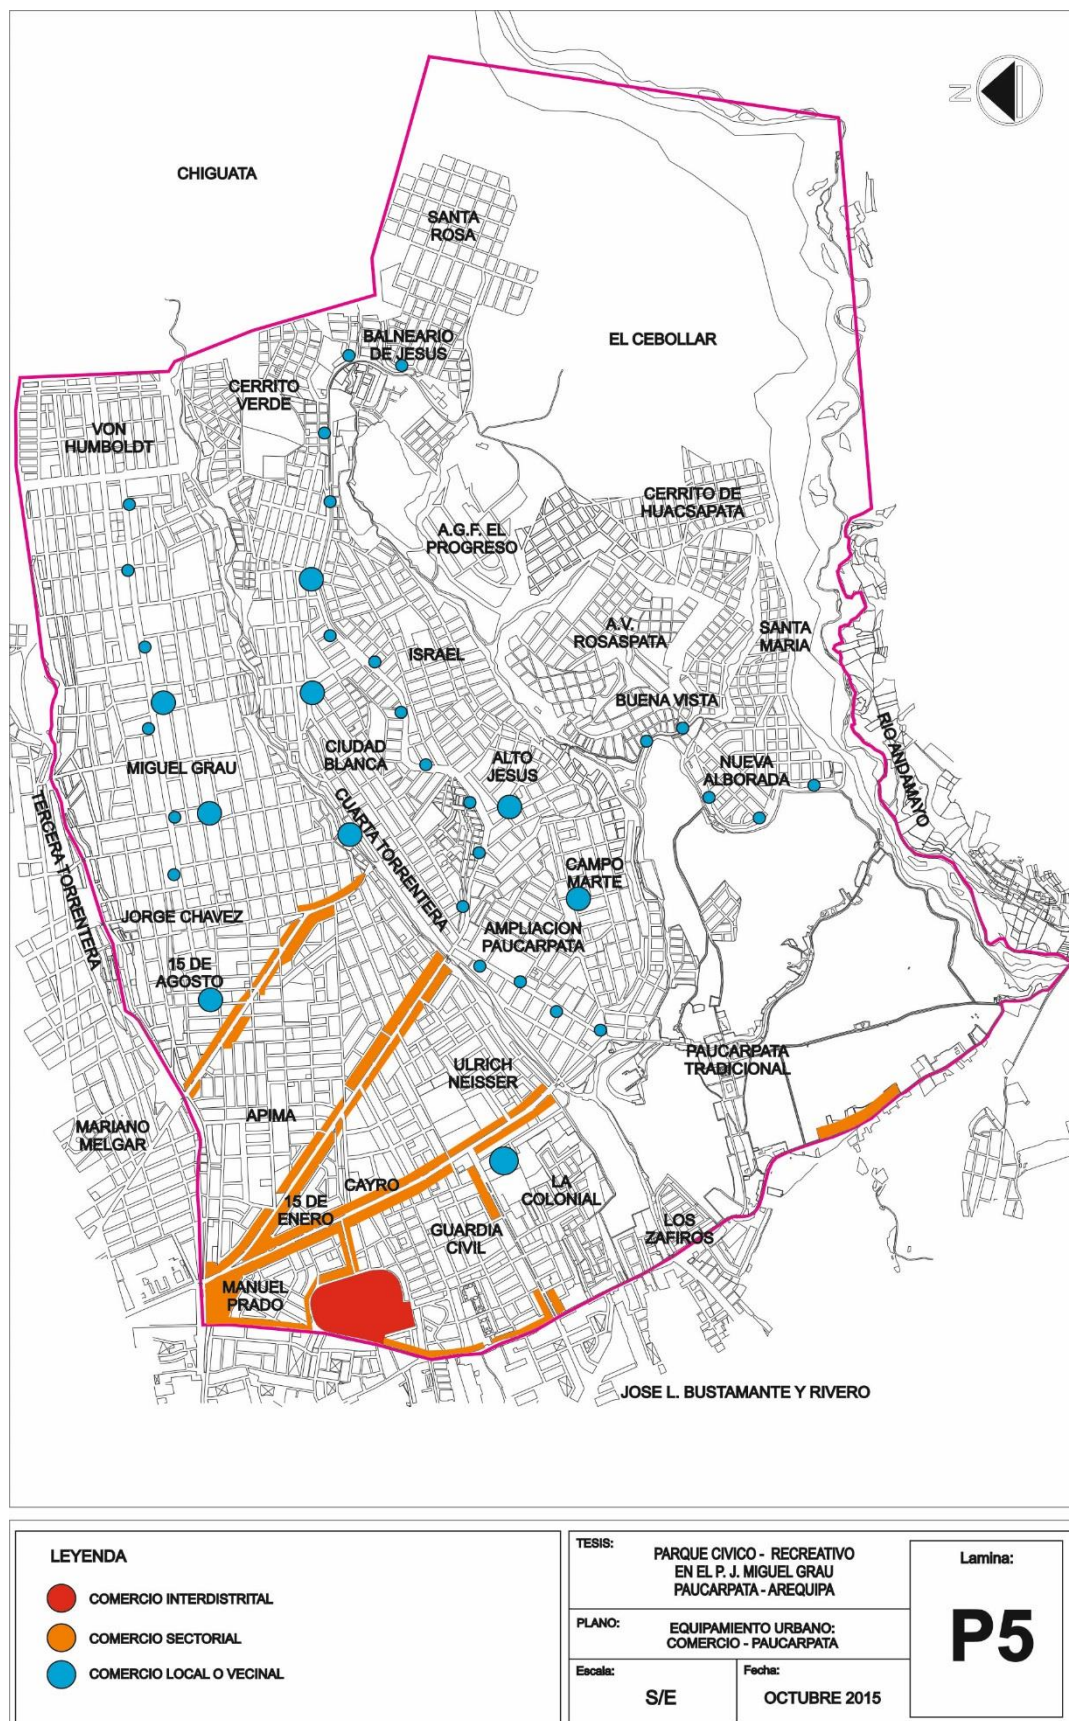 N
CHIGUATA
SANTA
ROSA
BALNEARIO
DE JESUS
EL CEBOLLAR
CERRITO
VERDE
VON
HUMBOLDT
CERRITO DE
HUACSAPATA
A.G.F. EL
PROGRESO
A.V.
ROSASPATA
SANTA
MARIA
ISRAEL
BUENA VISTA
RIO ANDAMAYO
CIUDAD
BLANCA
ALTO
JESUS
NUEVA
ALBORADA
MIGUEL GRAU
TERCERA TORRENTERA
CUARTA TORRENTERA
CAMPO
MARTE
JORGE CHAVEZ
AMPLIACION
PAUCARPATA
15 DE
AGOSTO
ULRICH
NEISSER
PAUCARPATA
TRADICIONAL
APIMA
MARIANO
MELGAR
CAYRO
LA
COLONIAL
15 DE
ENERO
GUARDIA
CIVIL
LOS
ZAFIROS
MANUEL
PRADO
JOSE L. BUSTAMANTE Y RIVERO
LEYENDA
COMERCIO INTERDISTRITAL
COMERCIO SECTORIAL
COMERCIO LOCAL O VECINAL
TESIS:
PARQUE CIVICO - RECREATIVO
EN EL P. J. MIGUEL GRAU
PAUCARPATA - AREQUIPA
PLANO:
EQUIPAMIENTO URBANO:
COMERCIO - PAUCARPATA
Escala:
S/E
Fecha:
OCTUBRE 2015
Lamina:
P5